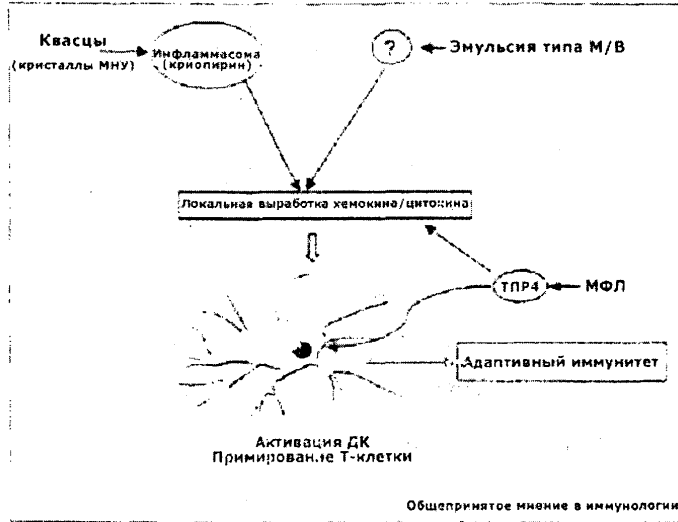 Квасцы
(кристаллы МНУ)
Инфламмасома
(криопирин)
?
Эмульсия типа М/В
Локальная выработка хемокина/цитокина
ТПР4
МФЛ
Адаптивный иммунитет
Активация ДК
Примирование Т-клетки
Общепринятое мнение в иммунологии